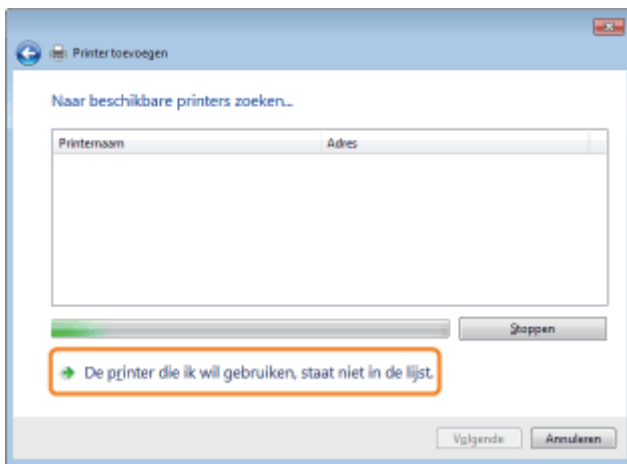 Printer toevoegen
Naar beschikbare printers zoeken...
Printernaam Adres
Stoppen
De printer die ik wil gebruiken, staat niet in de lijst.
Volgende Annuleren